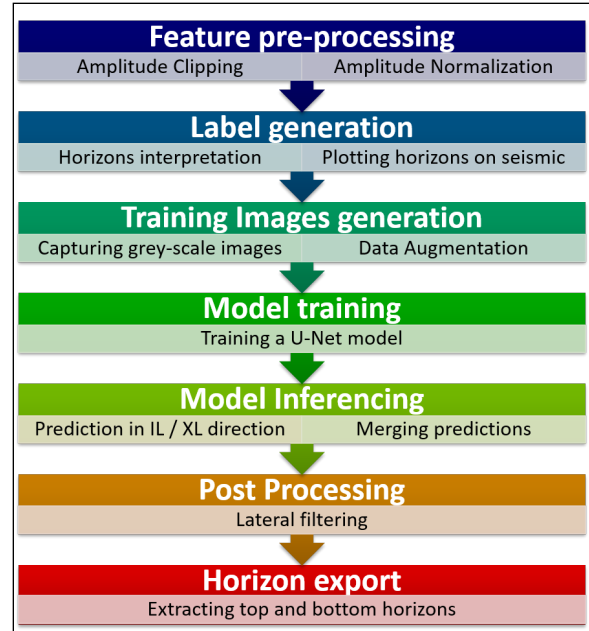 Feature pre-processing
Amplitude Clipping
Amplitude Normalization
Label generation
Horizons interpretation
Plotting horizons on seismic
Training Images generation
Capturing grey-scale images
Data Augmentation
Model training
Training a U-Net model
Model Inferencing
Prediction in IL / XL direction
Merging predictions
Post Processing
Lateral filtering
Horizon export
Extracting top and bottom horizons